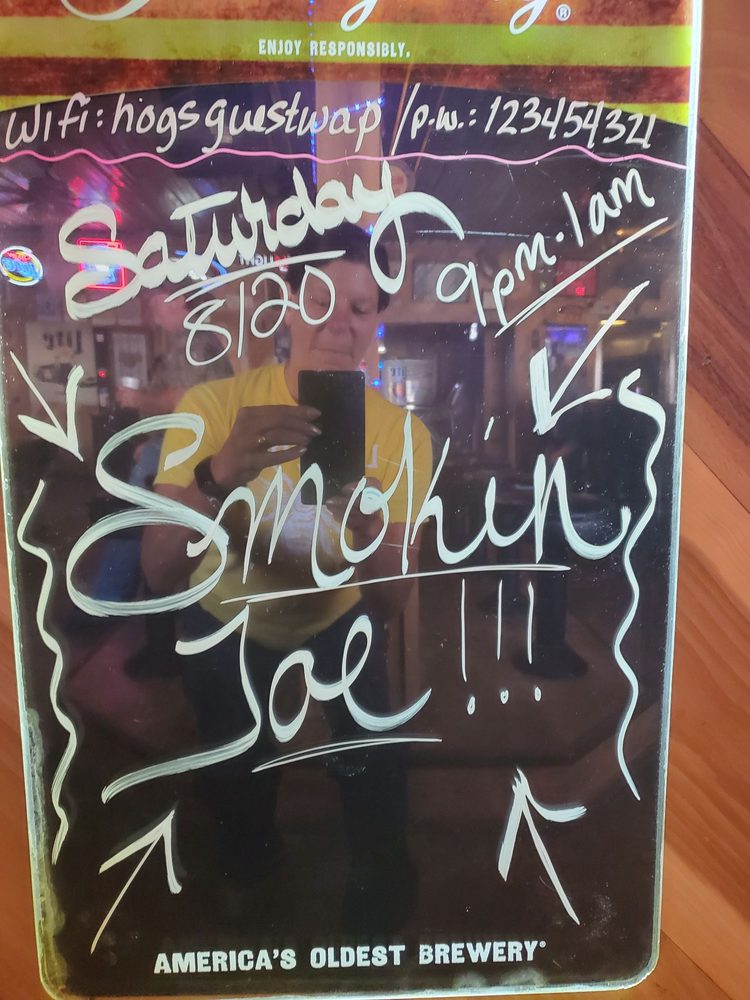 ENJOY RESPONSIBLY.
Wifi: hogsguestwap / p.w.: 123454321
Saturday 9pm-1am
8/20
Smokin
Joe!!!
AMERICA'S OLDEST BREWERY®